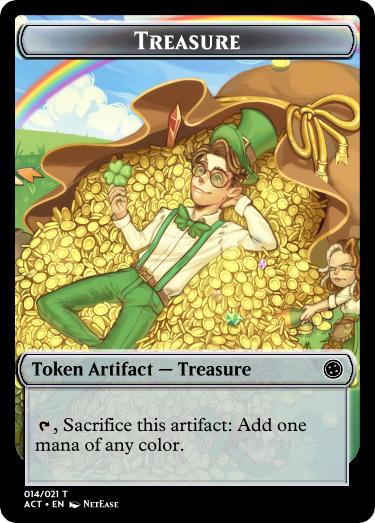 TREASURE
Token Artifact — Treasure
, Sacrifice this artifact: Add one
mana of any color.
014/021 T
ACT • EN NETEASE